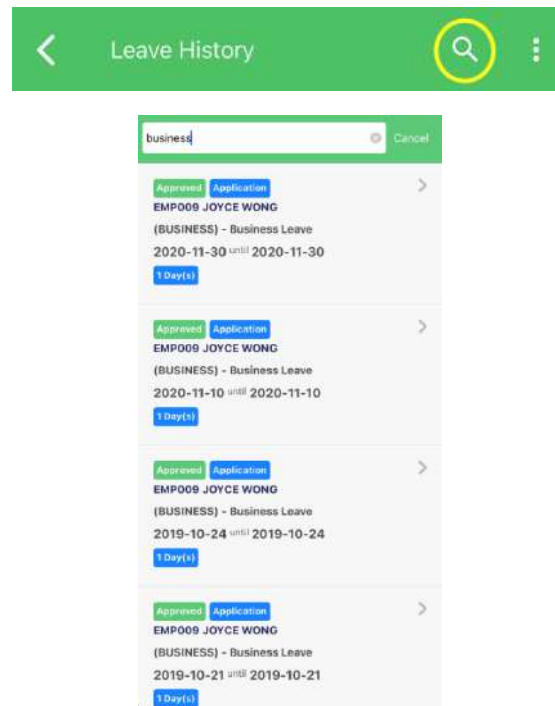 Leave History
business Cancel
Approved Application
EMP009 JOYCE WONG
(BUSINESS) - Business Leave
2020-11-30 until 2020-11-30
1 Day(s)
Approved Application
EMP009 JOYCE WONG
(BUSINESS) - Business Leave
2020-11-10 until 2020-11-10
1 Day(s)
Approved Application
EMP009 JOYCE WONG
(BUSINESS) - Business Leave
2019-10-24 until 2019-10-24
1 Day(s)
Approved Application
EMP009 JOYCE WONG
(BUSINESS) - Business Leave
2019-10-21 until 2019-10-21
1 Day(s)